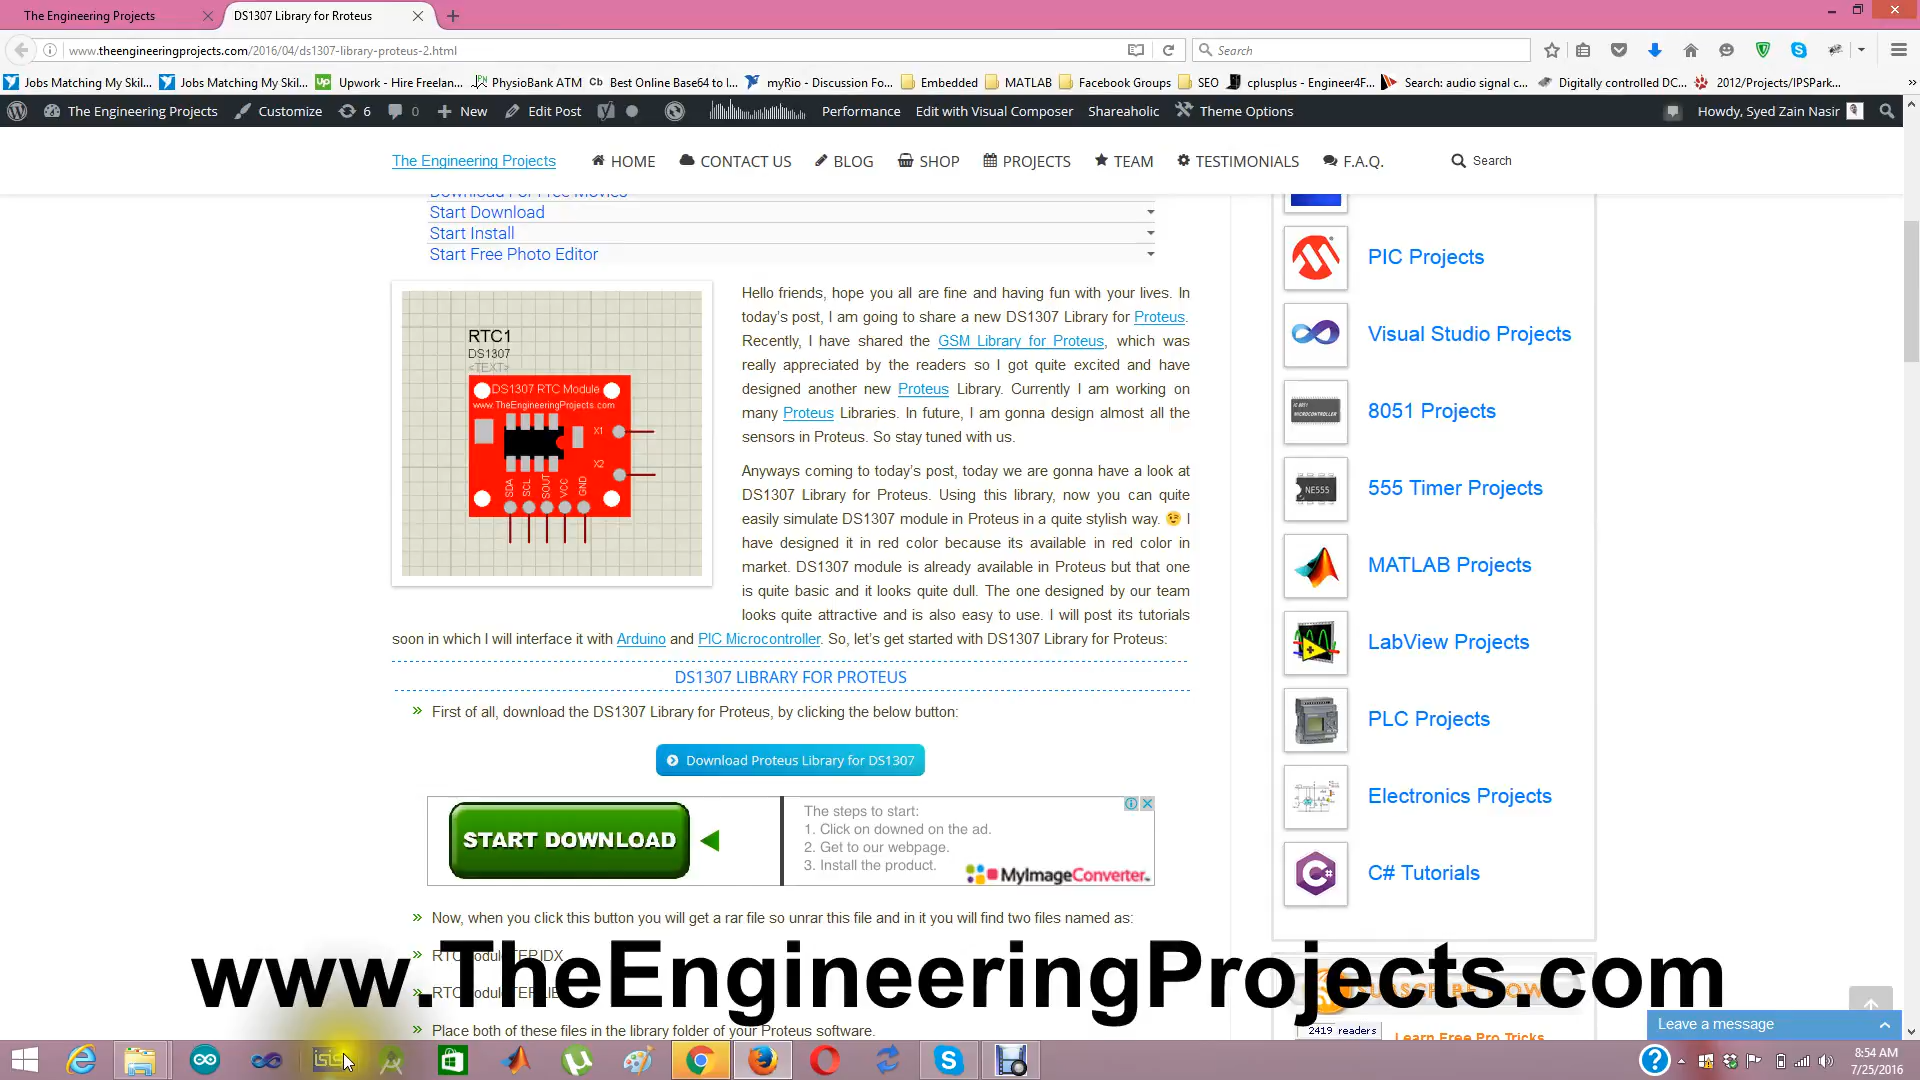 The Engineering Projects
DS1307 Library for Rroteus
www.theengineeringprojects.com/2016/04/ds1307-library-proteus-2.html
Search
Jobs Matching My Skil...
Jobs Matching My Skil...
Up Upwork - Hire Freelan...
PhysioBank ATM
Cb Best Online Base64 to I...
myRio - Discussion Fo...
Embedded
MATLAB
Facebook Groups
SEO
cplusplus - Engineer4F...
Search: audio signal c...
Digitally controlled DC...
2012/Projects/IPSPark...
The Engineering Projects
Customize
6
0
New
Edit Post
Performance
Edit with Visual Composer
Shareaholic
Theme Options
Howdy, Syed Zain Nasir
The Engineering Projects
HOME
CONTACT US
BLOG
SHOP
PROJECTS
TEAM
TESTIMONIALS
F.A.Q.
Search
Download For Free Movies
Start Download
Start Install
Start Free Photo Editor
RTC1
DS1307
<TEXT>
DS1307 RTC Module
www.TheEngineeringProjects.com
X1
X2
SDA
SCL
SOUT
VCC
GND
Hello friends, hope you all are fine and having fun with your lives. In
today's post, I am going to share a new DS1307 Library for Proteus.
Recently, I have shared the GSM Library for Proteus, which was
really appreciated by the readers so I got quite excited and have
designed another new Proteus Library. Currently I am working on
many Proteus Libraries. In future, I am gonna design almost all the
sensors in Proteus. So stay tuned with us.
Anyways coming to today's post, today we are gonna have a look at
DS1307 Library for Proteus. Using this library, now you can quite
easily simulate DS1307 module in Proteus in a quite stylish way. 😉 I
have designed it in red color because its available in red color in
market. DS1307 module is already available in Proteus but that one
is quite basic and it looks quite dull. The one designed by our team
looks quite attractive and is also easy to use. I will post its tutorials
soon in which I will interface it with Arduino and PIC Microcontroller. So, let's get started with DS1307 Library for Proteus:
DS1307 LIBRARY FOR PROTEUS
First of all, download the DS1307 Library for Proteus, by clicking the below button:
Download Proteus Library for DS1307
START DOWNLOAD
The steps to start:
1. Click on downed on the ad.
2. Get to our webpage.
3. Install the product.
MyImageConverter
Now, when you click this button you will get a rar file so unrar this file and in it you will find two files named as:
www.TheEngineeringProjects.com
Place both of these files in the library folder of your Proteus software.
PIC Projects
Visual Studio Projects
8051 Projects
NE555
555 Timer Projects
MATLAB Projects
LabView Projects
PLC Projects
Electronics Projects
C# Tutorials
SUBSCRIBE NOW
2419 readers
Learn Free Pro Tricks
Leave a message
isis
8:54 AM
7/25/2016